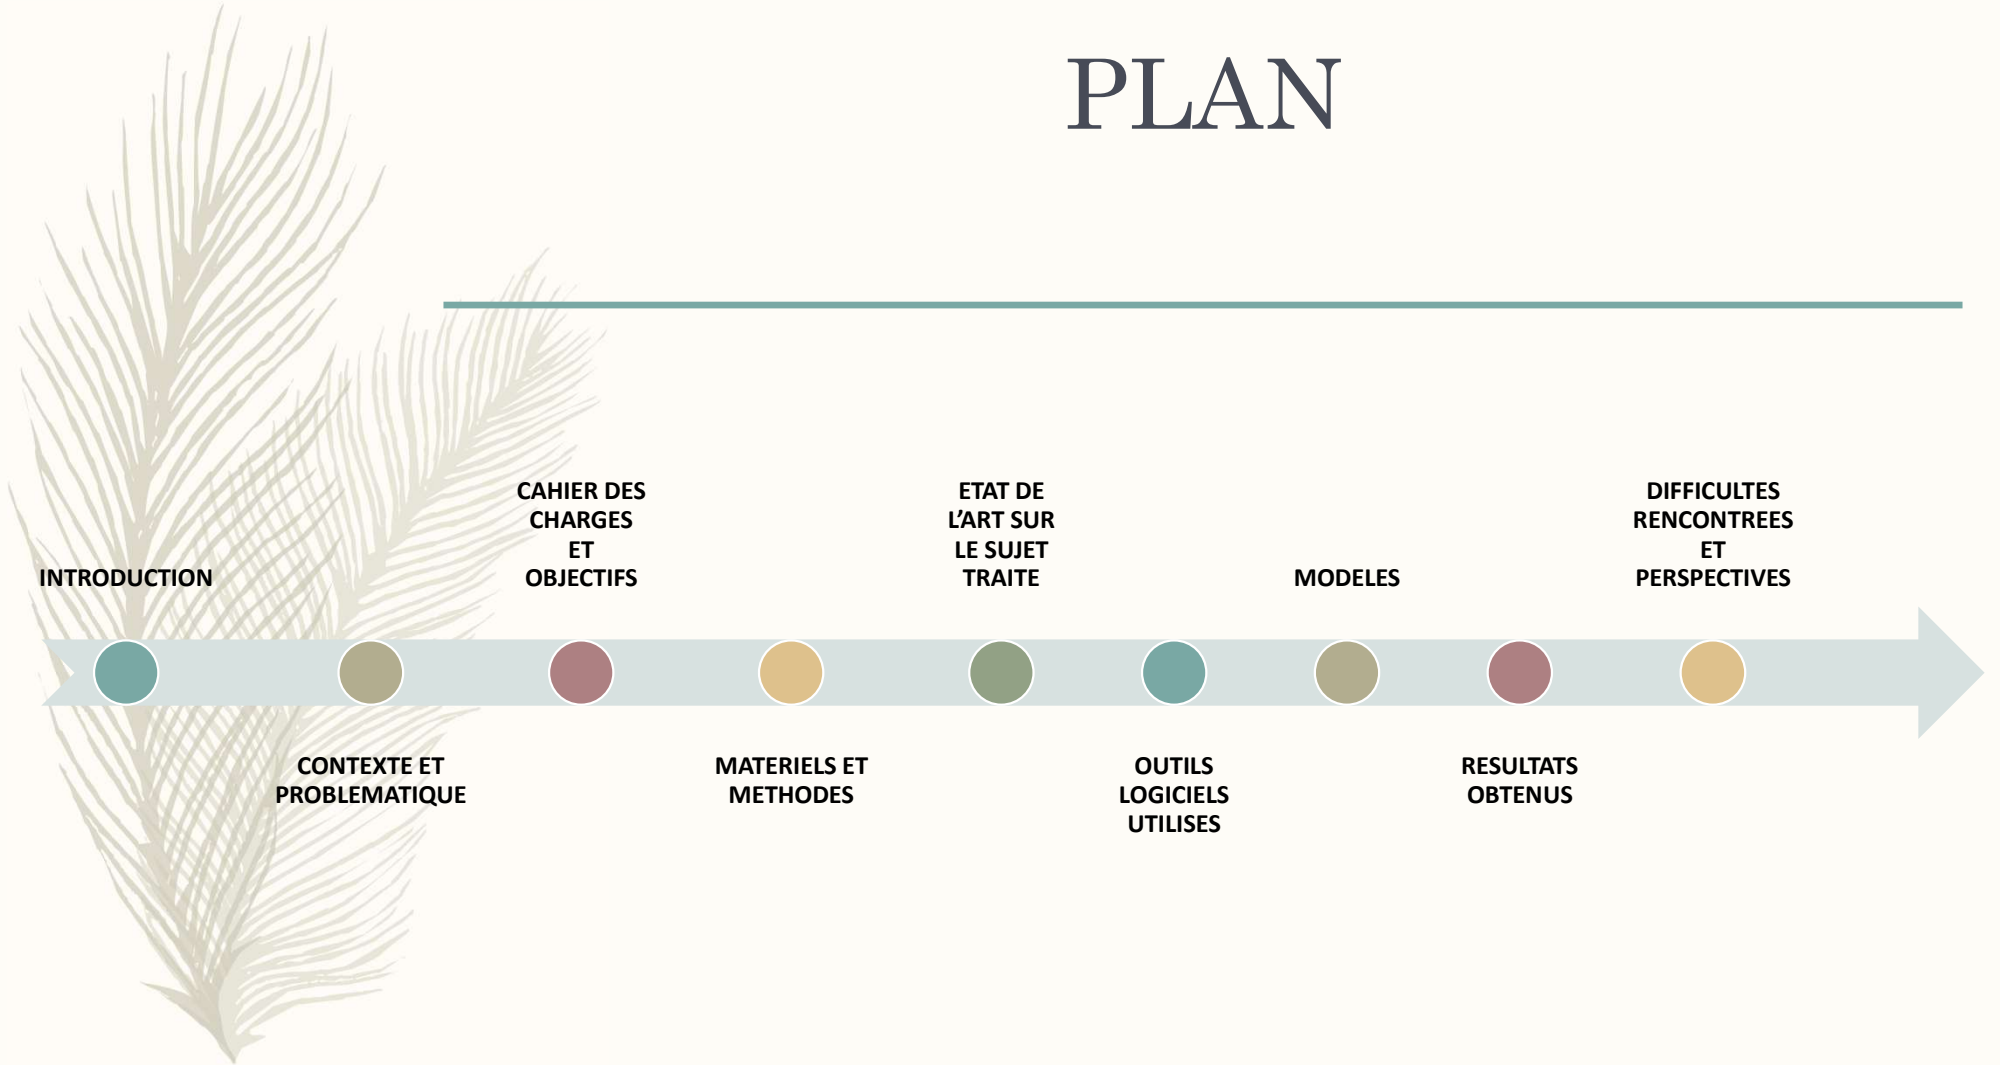 PLAN
INTRODUCTION
CONTEXTE ET
PROBLEMATIQUE
CAHIER DES
CHARGES
ET
OBJECTIFS
MATERIELS ET
METHODES
ETAT DE
L’ART SUR
LE SUJET
TRAITE
OUTILS
LOGICIELS
UTILISES
MODELES
RESULTATS
OBTENUS
DIFFICULTES
RENCONTREES
ET
PERSPECTIVES